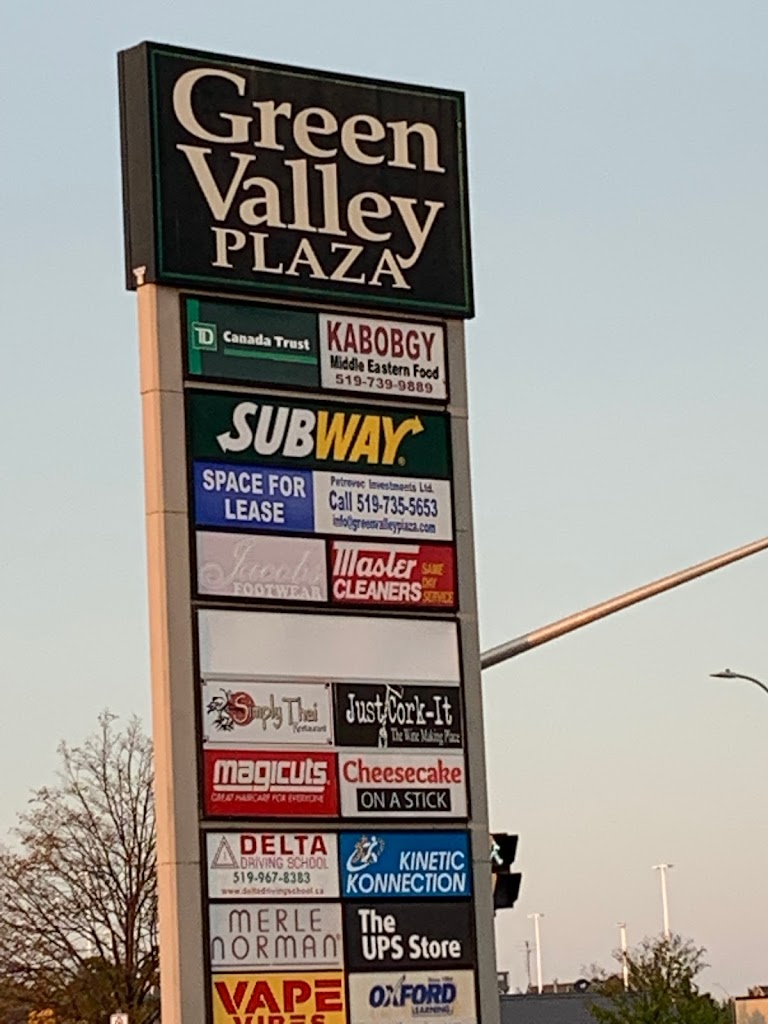 Green
Valley
PLAZA
TD Canada Trust
KABOBGY
Middle Eastern Food
519-739-9889
SUBWAY
SPACE FOR
LEASE
Petrovec Investments Ltd.
Call 519-735-5653
info@greenvalleyplaza.com
Jacobs
FOOTWEAR
Master
CLEANERS
SAME
DAY
SERVICE
Simply Thai
Restaurant
Just Cork-It
The Wine Making Place
magicuts
GREAT HAIRCARE FOR EVERYONE
Cheesecake
ON A STICK
DELTA
DRIVING SCHOOL
519-967-8383
www.deltadrivingschool.ca
KINETIC
KONNECTION
MERLE
NORMAN
The
UPS Store
VAPE
VIBES
OXFORD
LEARNING